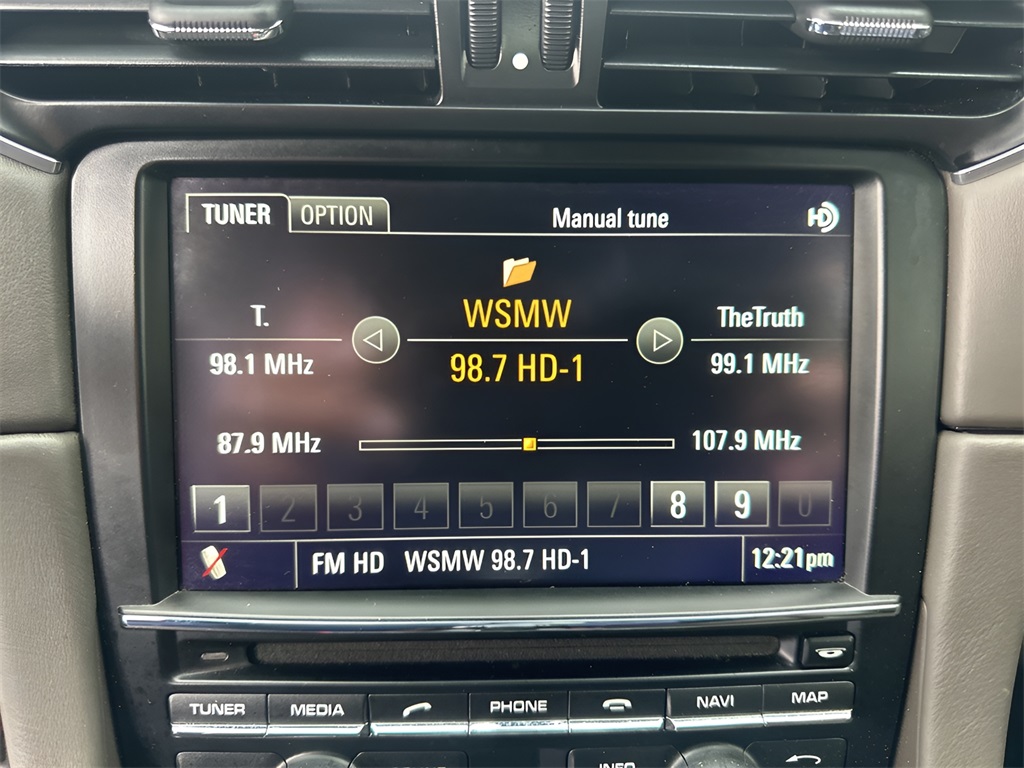 TUNER OPTION Manual tune HD
WSMW
T. TheTruth
98.1 MHz 98.7 HD-1 99.1 MHz
87.9 MHz 107.9 MHz
1 2 3 4 5 6 7 8 9 0
FM HD WSMW 98.7 HD-1 12:21pm
TUNER MEDIA PHONE NAVI MAP
INFO